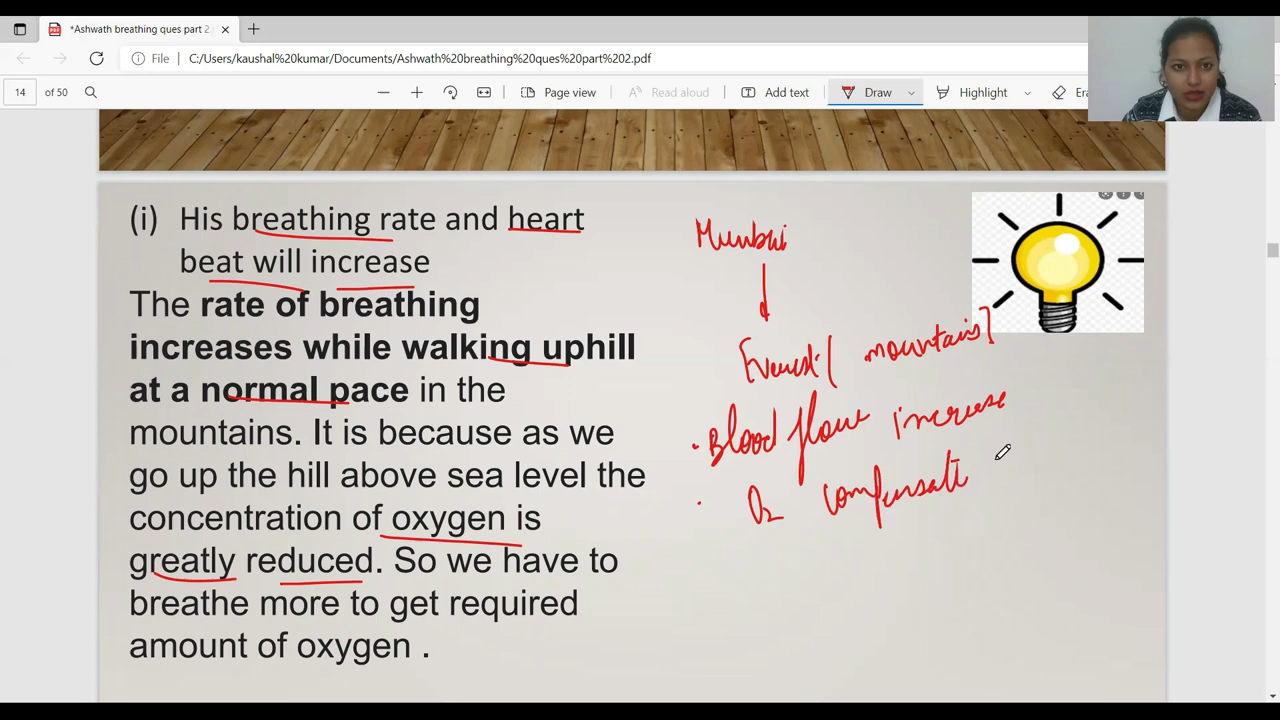 *Ashwath breathing ques part 2.
File C:/Users/kaushal%20kumar/Documents/Ashwath%20breathing%20ques%20part%202.pdf
14 of 50 Page view Read aloud Add text Draw Highlight Era
(i) His breathing rate and heart
beat will increase
The rate of breathing
increases while walking uphill
at a normal pace in the
mountains. It is because as we
go up the hill above sea level the
concentration of oxygen is
greatly reduced. So we have to
breathe more to get required
amount of oxygen .
Mumbai
Everest ( mountains]
. Blood flow increase
. O2 compensate